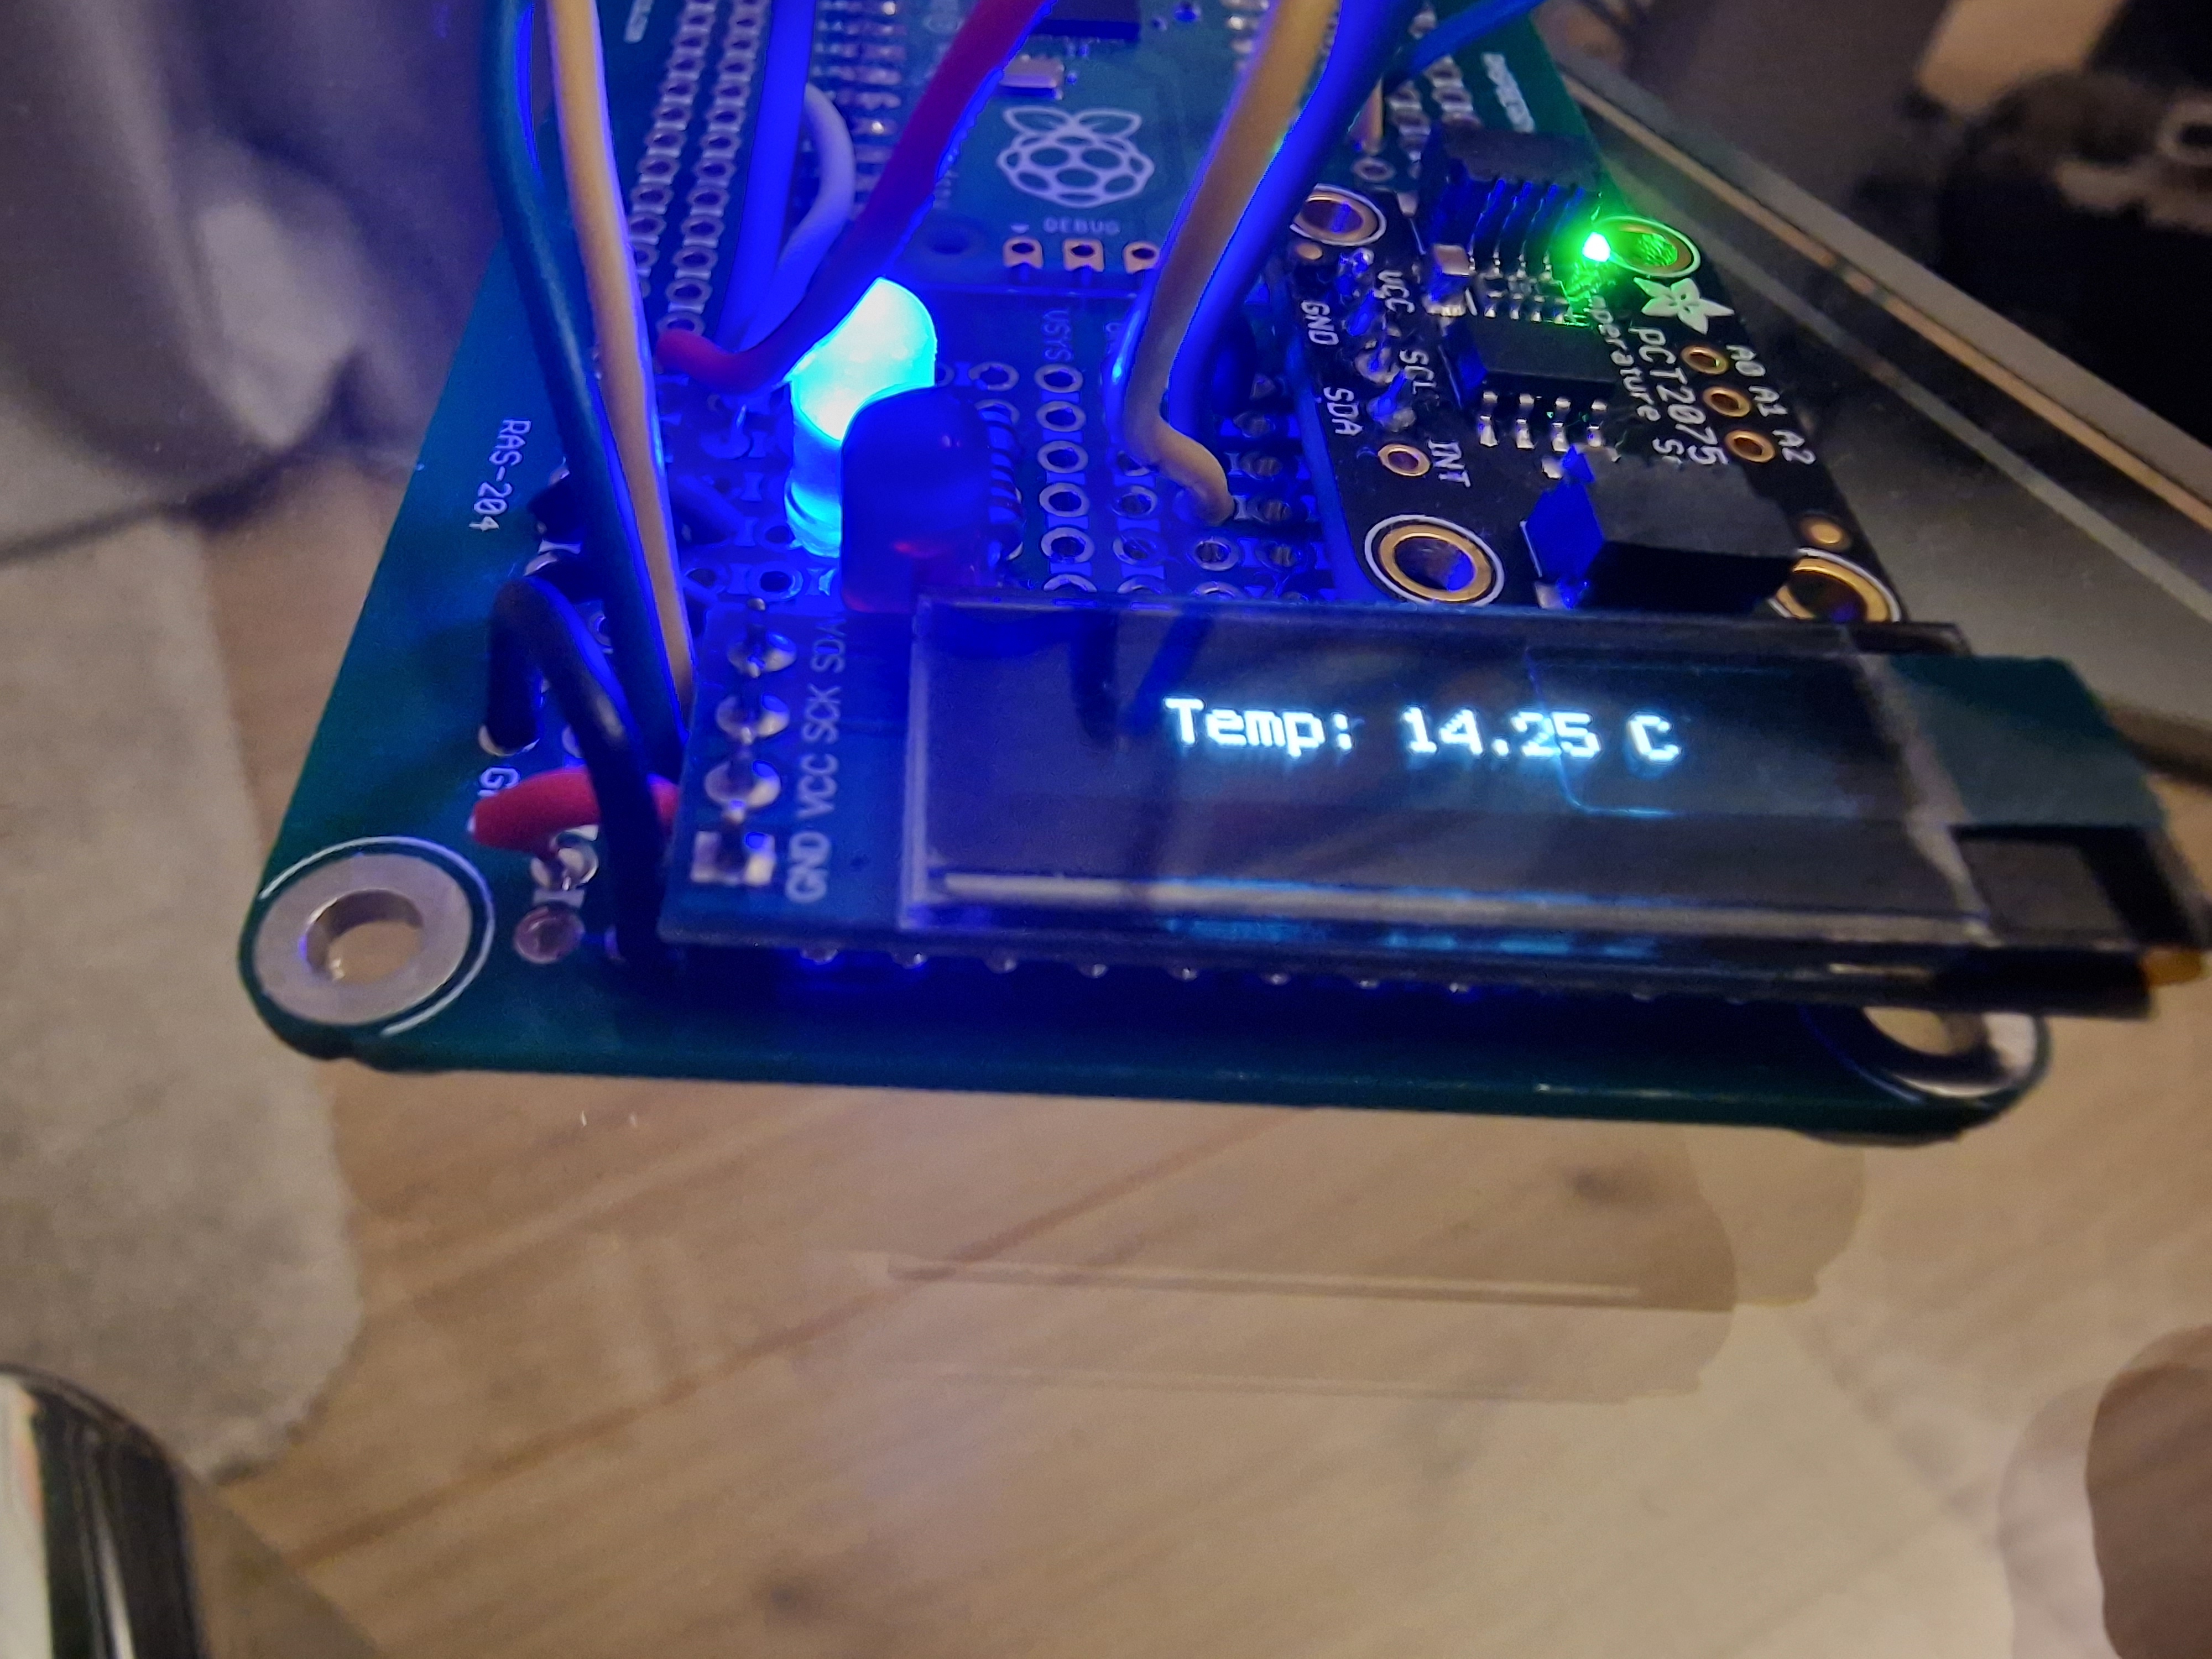 DEBUG
VSYS
VCC
GND
SCL
SDA
INT
PCT2075
A0 A1 A2
RAS-204
GND VCC SCK SDA
Temp: 14.25 C